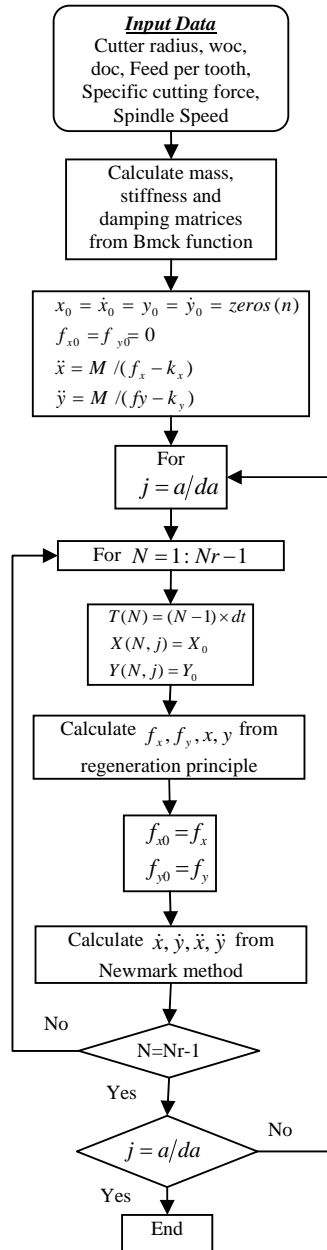 Input Data
Cutter radius, woc,
doc, Feed per tooth,
Specific cutting force,
Spindle Speed
Calculate mass,
stiffness and
damping matrices
from Bmck function
x₀ = ẋ₀ = y₀ = ẏ₀ = zeros(n)
f_x0 = f_y0 = 0
ẍ = M /(f_x − k_x)
ÿ = M /(fy − k_y)
For
j = a/da
For N = 1 : Nr −1
T(N) = (N −1) × dt
X(N, j) = X₀
Y(N, j) = Y₀
Calculate f_x, f_y, x, y from
regeneration principle
f_x0 = f_x
f_y0 = f_y
Calculate ẋ, ẏ, ẍ, ÿ from
Newmark method
No
N=Nr-1
Yes
No
j = a/da
Yes
End